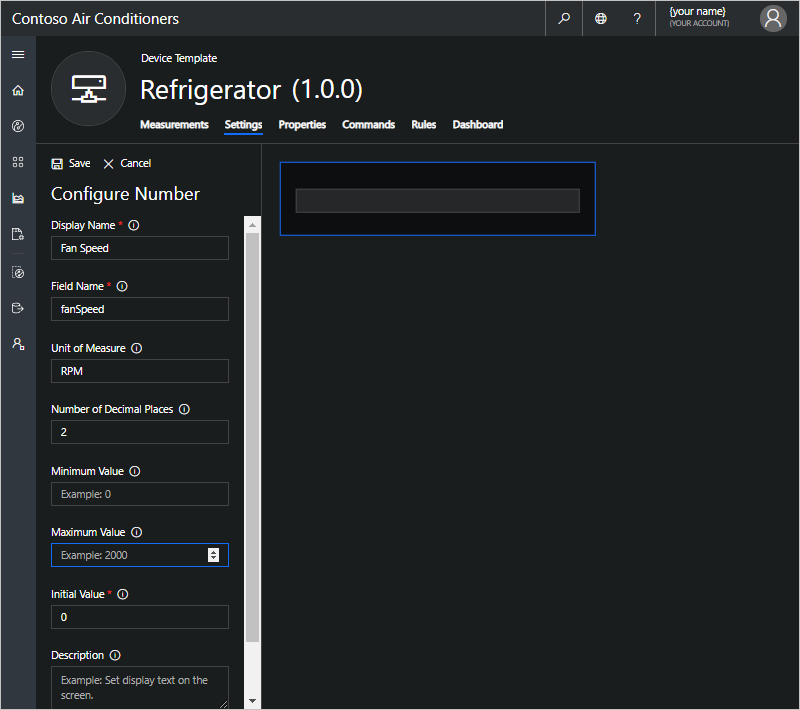 Contoso Air Conditioners
?
{your name}
(YOUR ACCOUNT)
Device Template
Refrigerator (1.0.0)
Measurements Settings Properties Commands Rules Dashboard
Save Cancel
Configure Number
Display Name *
Fan Speed
Field Name *
fanSpeed
Unit of Measure
RPM
Number of Decimal Places
2
Minimum Value
Example: 0
Maximum Value
Example: 2000
Initial Value *
0
Description
Example: Set display text on the
screen.